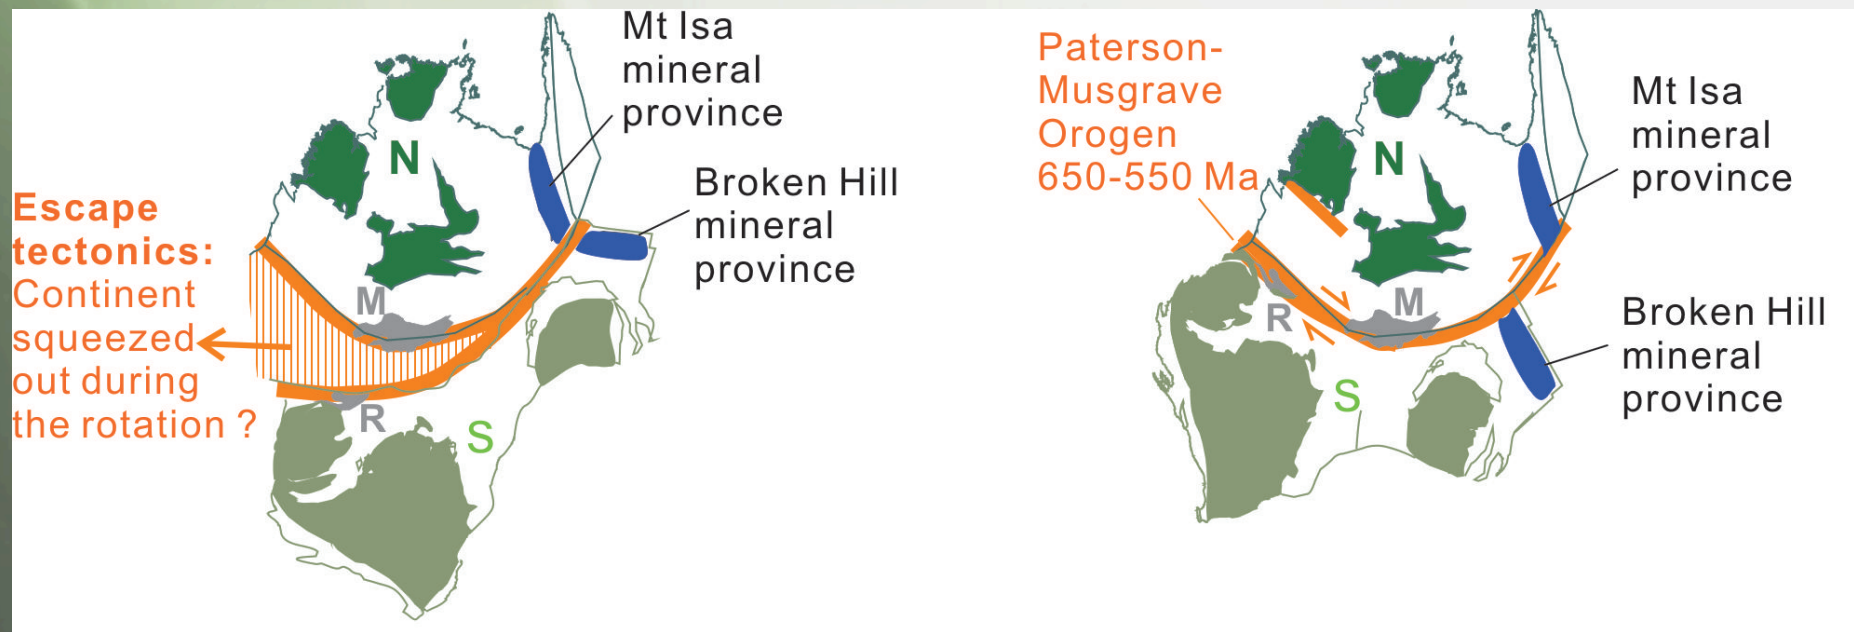 Mt Isa
mineral
province
Broken Hill
mineral
province
N
Escape
tectonics:
Continent
squeezed
out during
the rotation ?
M
R
S
Paterson-
Musgrave
Orogen
650-550 Ma
N
Mt Isa
mineral
province
R
M
Broken Hill
mineral
province
S